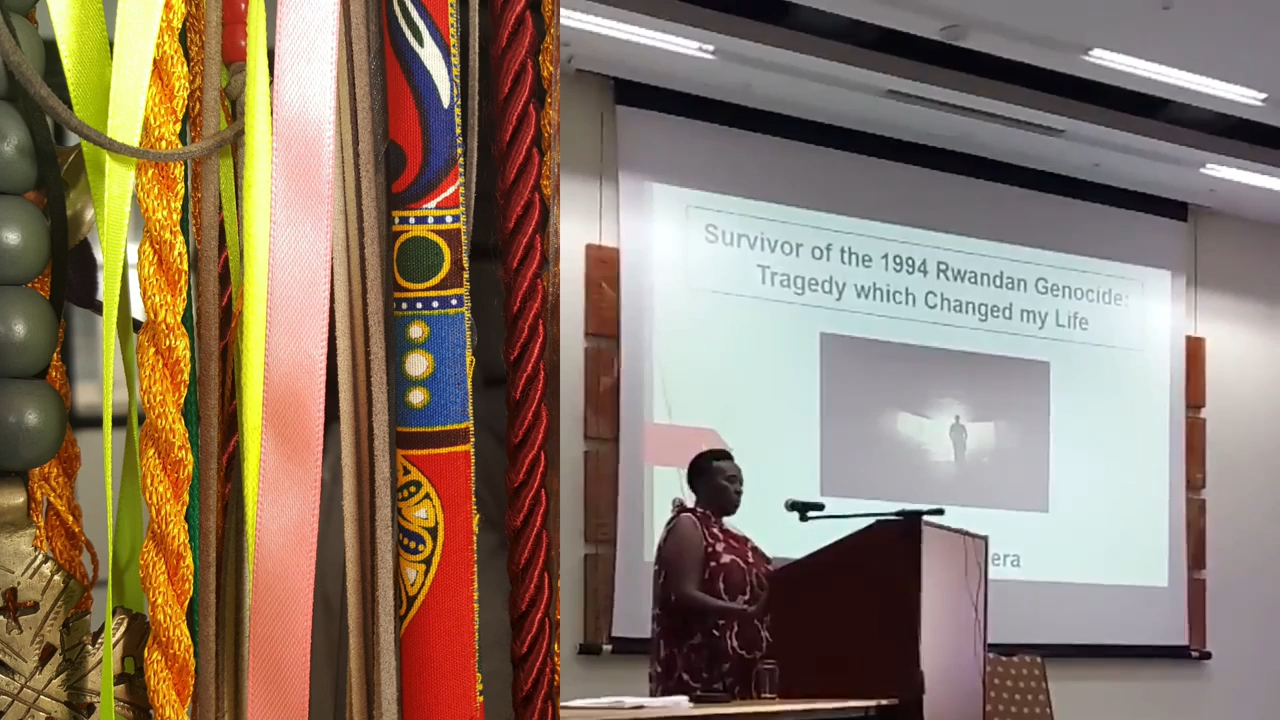 Survivor of the 1994 Rwandan Genocide:
Tragedy which Changed my Life